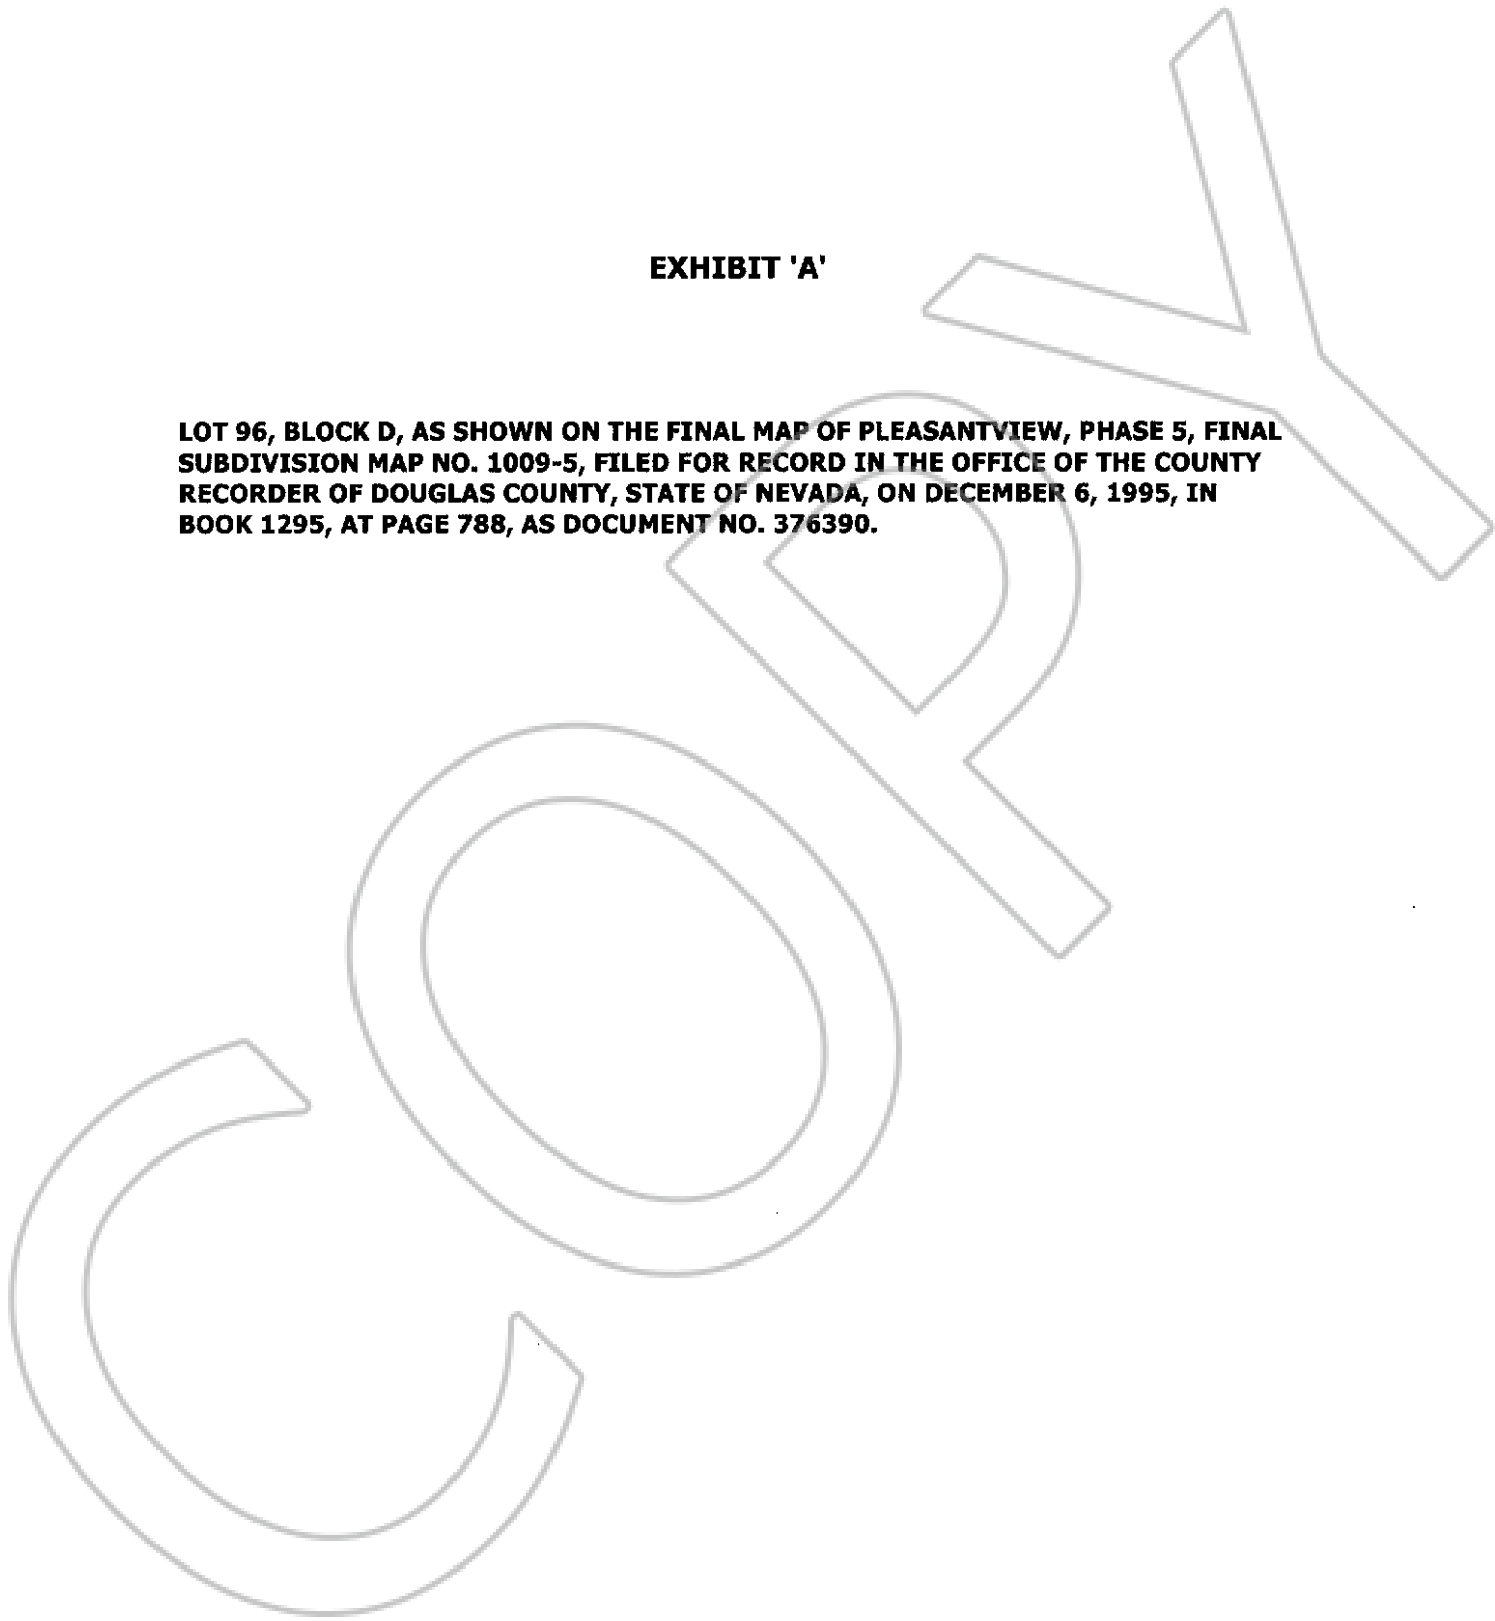 EXHIBIT 'A'
LOT 96, BLOCK D, AS SHOWN ON THE FINAL MAP OF PLEASANTVIEW, PHASE 5, FINAL
SUBDIVISION MAP NO. 1009-5, FILED FOR RECORD IN THE OFFICE OF THE COUNTY
RECORDER OF DOUGLAS COUNTY, STATE OF NEVADA, ON DECEMBER 6, 1995, IN
BOOK 1295, AT PAGE 788, AS DOCUMENT NO. 376390.
COPY